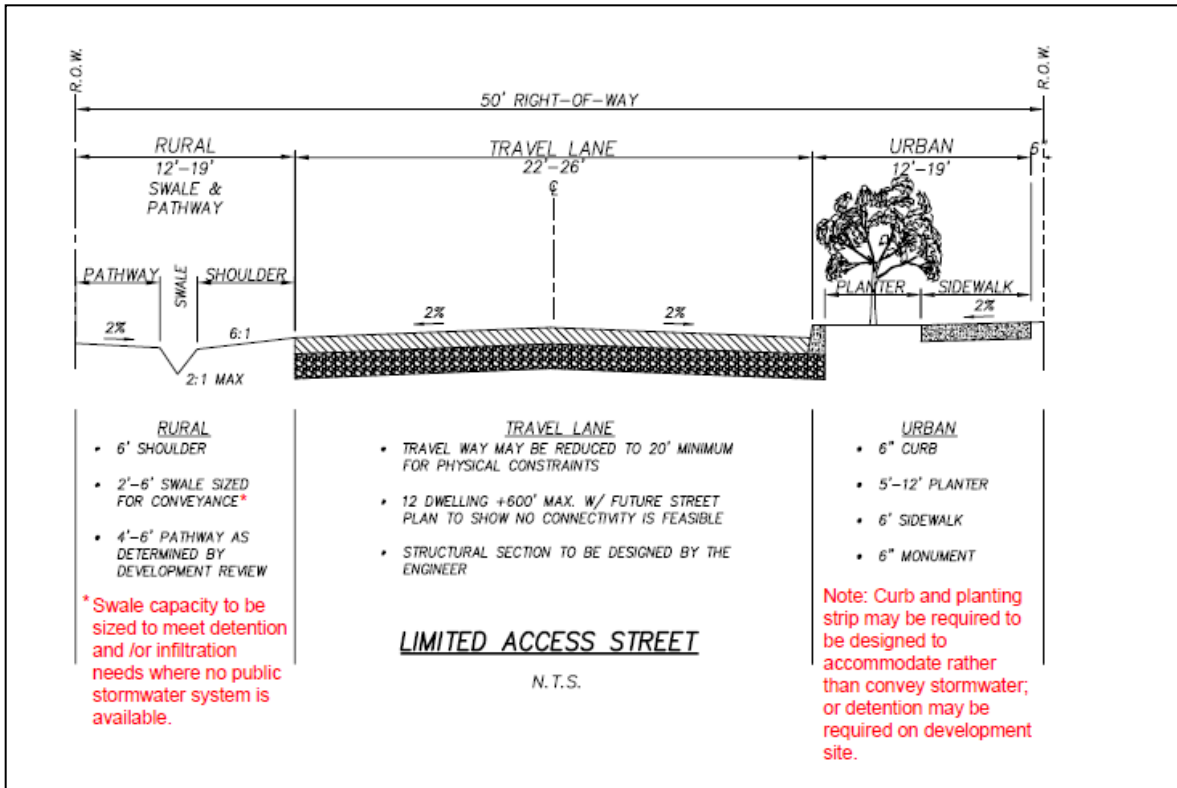 R.O.W.
R.O.W.
50' RIGHT-OF-WAY
RURAL
12'-19'
SWALE &
PATHWAY
TRAVEL LANE
22'-26'
℄
URBAN
12'-19'
6"
PATHWAY
SWALE
SHOULDER
PLANTER
SIDEWALK
2%
6:1
2:1 MAX
2%
2%
2%
RURAL
• 6' SHOULDER
• 2'-6' SWALE SIZED
FOR CONVEYANCE*
• 4'-6' PATHWAY AS
DETERMINED BY
DEVELOPMENT REVIEW
* Swale capacity to be
sized to meet detention
and /or infiltration
needs where no public
stormwater system is
available.
TRAVEL LANE
• TRAVEL WAY MAY BE REDUCED TO 20' MINIMUM
FOR PHYSICAL CONSTRAINTS
• 12 DWELLING +600' MAX. W/ FUTURE STREET
PLAN TO SHOW NO CONNECTIVITY IS FEASIBLE
• STRUCTURAL SECTION TO BE DESIGNED BY THE
ENGINEER
LIMITED ACCESS STREET
N.T.S.
URBAN
• 6" CURB
• 5'-12' PLANTER
• 6' SIDEWALK
• 6" MONUMENT
Note: Curb and planting
strip may be required to
be designed to
accommodate rather
than convey stormwater;
or detention may be
required on development
site.